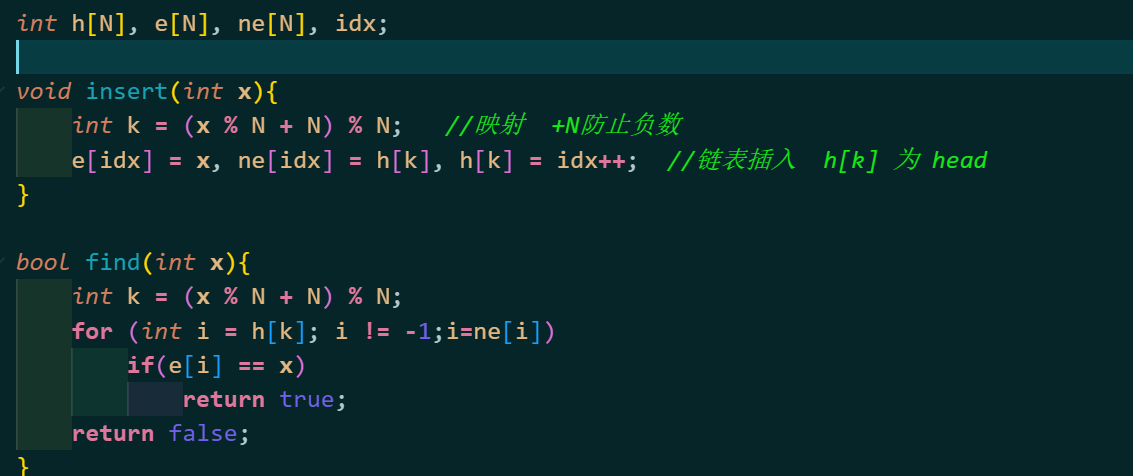 int h[N], e[N], ne[N], idx;
void insert(int x){
int k = (x % N + N) % N;   //映射  +N防止负数
e[idx] = x, ne[idx] = h[k], h[k] = idx++;  //链表插入  h[k] 为 head
}
bool find(int x){
int k = (x % N + N) % N;
for (int i = h[k]; i != -1;i=ne[i])
if(e[i] == x)
return true;
return false;
}